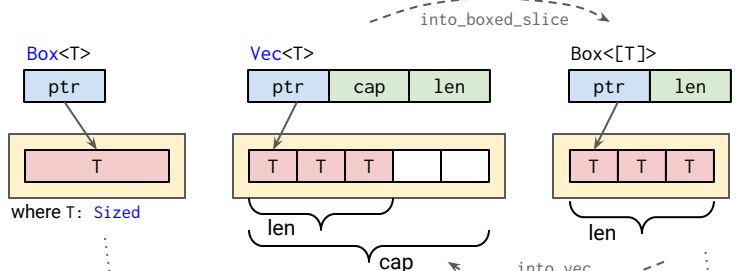 into_boxed_slice
Box<T>
Vec<T>
Box<[T]>
ptr
ptr
cap
len
ptr
len
T
T
T
T
T
T
T
where T: Sized
len
len
cap
into_vec